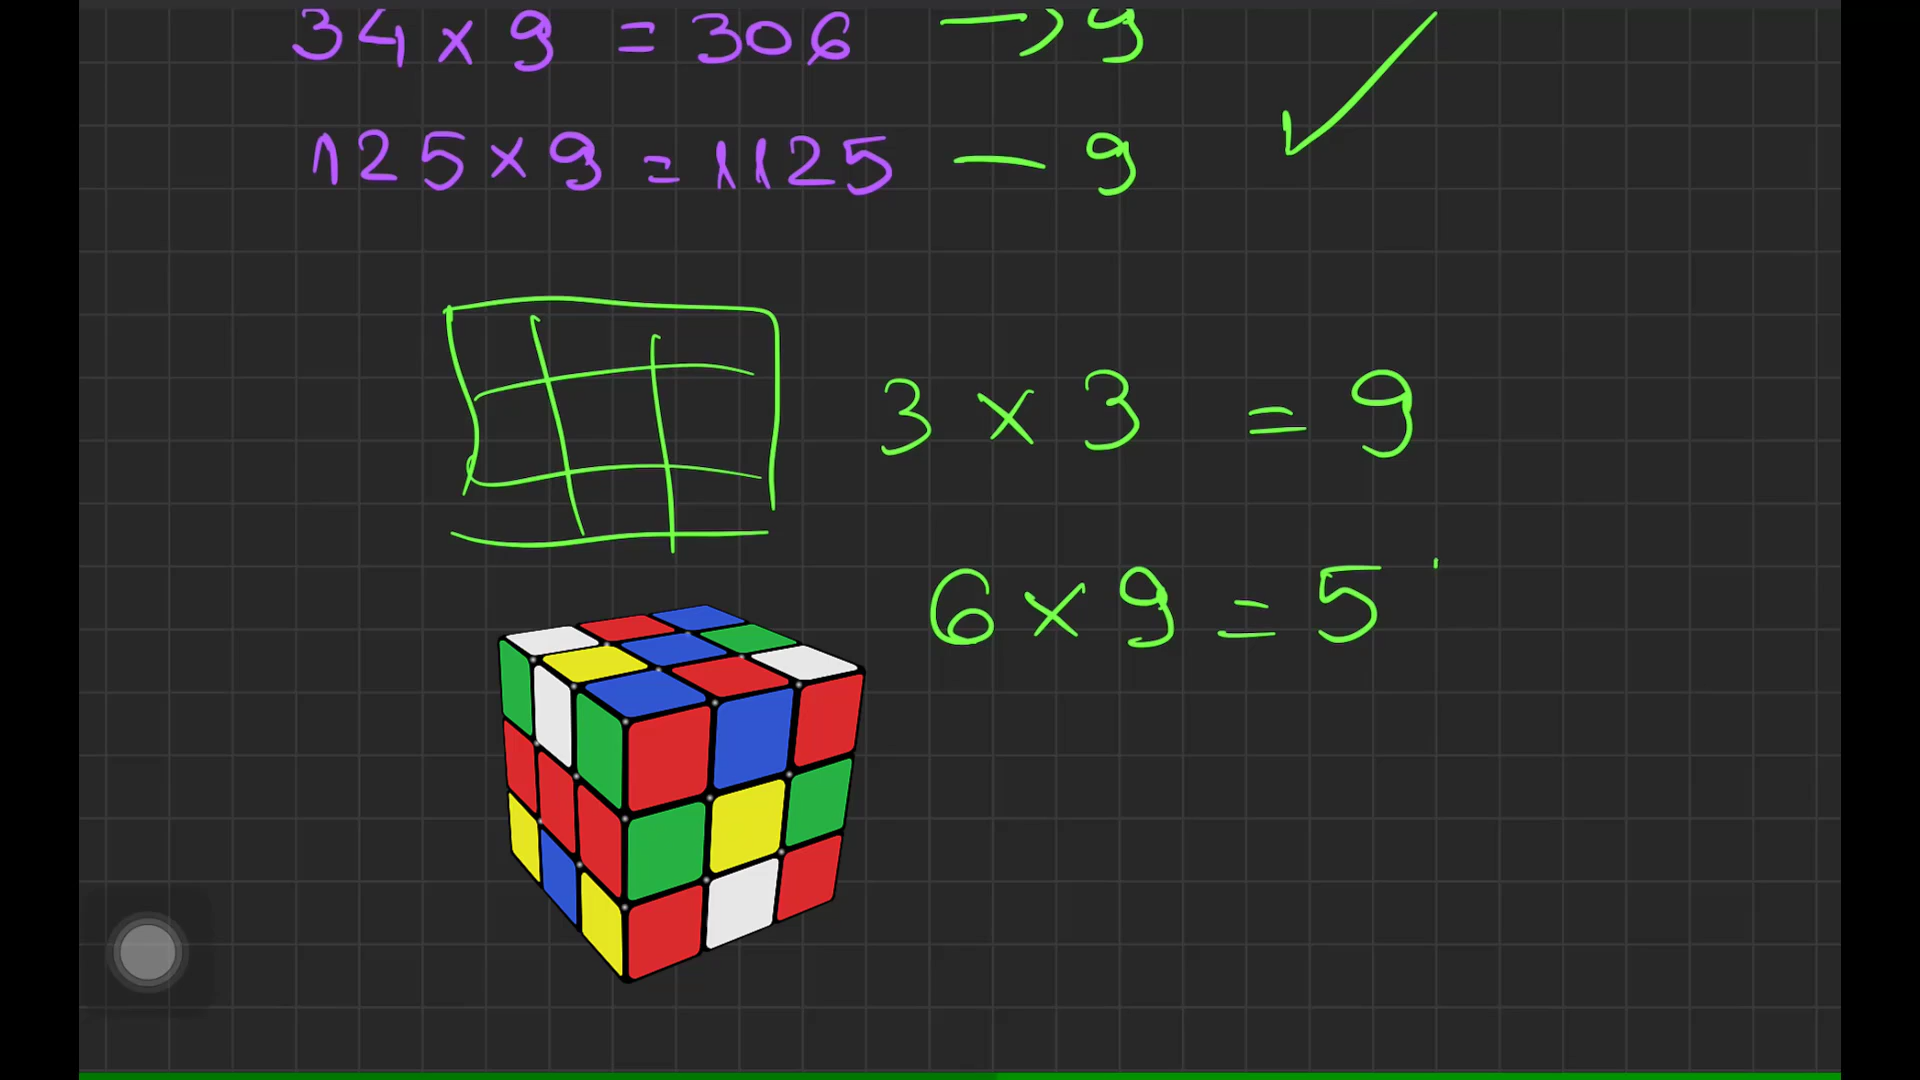 34 × 9 = 306 → 9
125 × 9 = 1125 — 9
3 × 3 = 9
6 × 9 = 5